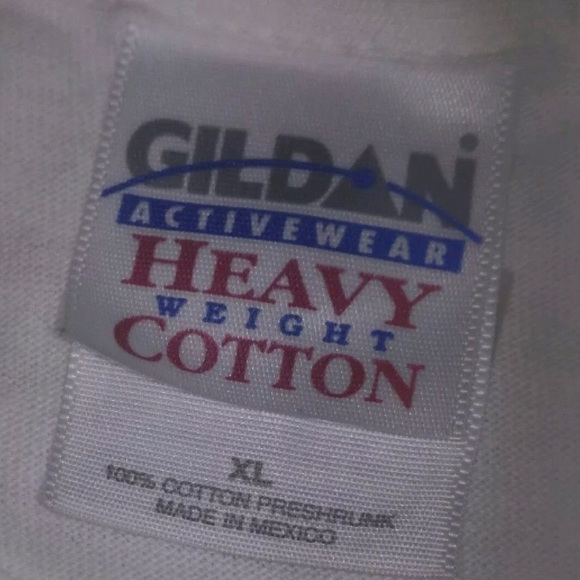 GILDAN
ACTIVEWEAR
HEAVY
WEIGHT
COTTON
XL
100% COTTON PRESHRUNK
MADE IN MEXICO